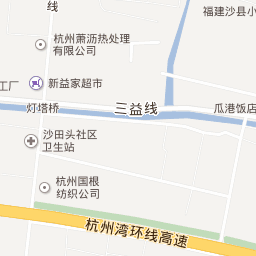 线
福建沙县小
杭州萧沥热处理
有限公司
工厂
新益家超市
灯塔桥
三益线
瓜港饭店
沙田头社区
卫生站
杭州国根
纺织公司
杭州湾环线高速